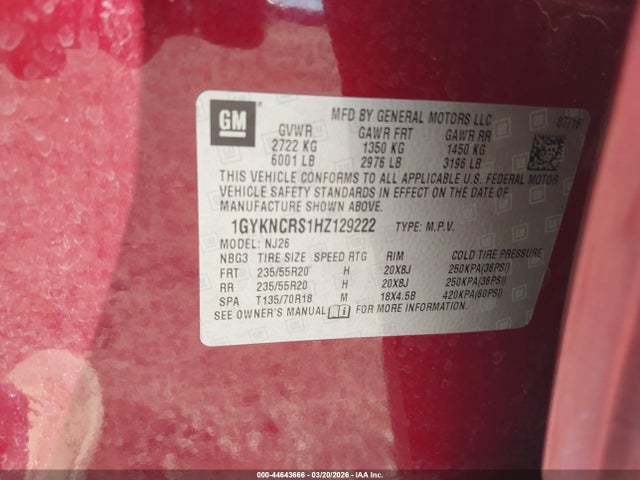 GM
MFD BY GENERAL MOTORS LLC
07/16
GVWR GAWR FRT GAWR RR
2722 KG 1350 KG 1450 KG
6001 LB 2976 LB 3196 LB
THIS VEHICLE CONFORMS TO ALL APPLICABLE U.S. FEDERAL MOTOR
VEHICLE SAFETY STANDARDS IN EFFECT ON THE DATE OF
MANUFACTURE SHOWN ABOVE.
1GYKNCRS1HZ129222 TYPE: M.P.V.
MODEL: NJ26
NBG3 TIRE SIZE SPEED RTG RIM COLD TIRE PRESSURE
FRT 235/55R20 H 20X8J 250KPA(36PSI)
RR 235/55R20 H 20X8J 250KPA(36PSI)
SPA T135/70R18 M 18X4.5B 420KPA(60PSI)
SEE OWNER'S MANUAL FOR MORE INFORMATION.
000-44643666 | 03/20/2026 | IAA Inc.